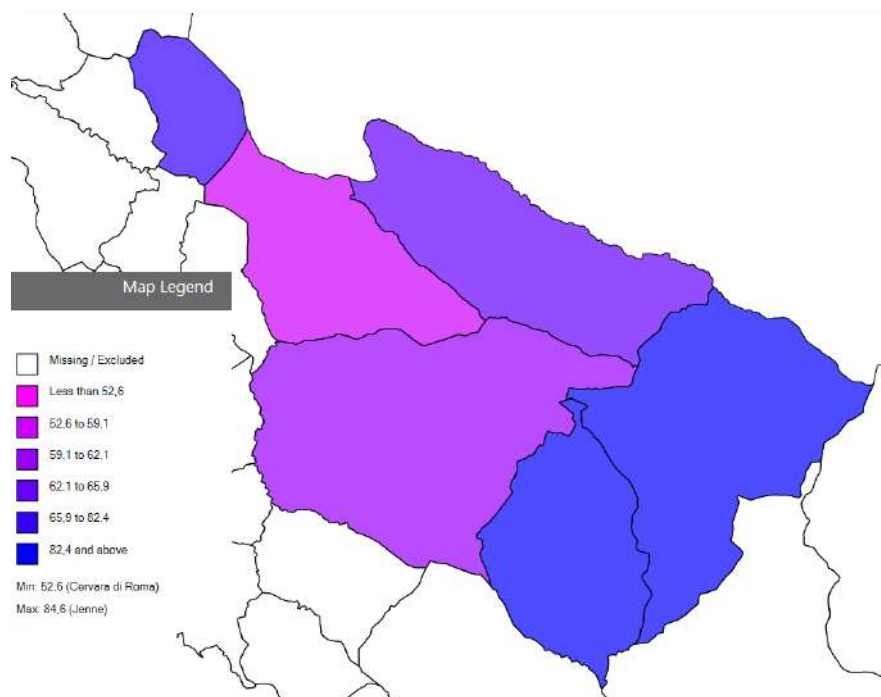 Map Legend
Missing / Excluded
Less than 52,6
52.6 to 59.1
59.1 to 62.1
62.1 to 65.9
65,9 to 82.4
82,4 and above
Min: 52.6 (Cervara di Roma)
Max: 84,6 (Jenne)